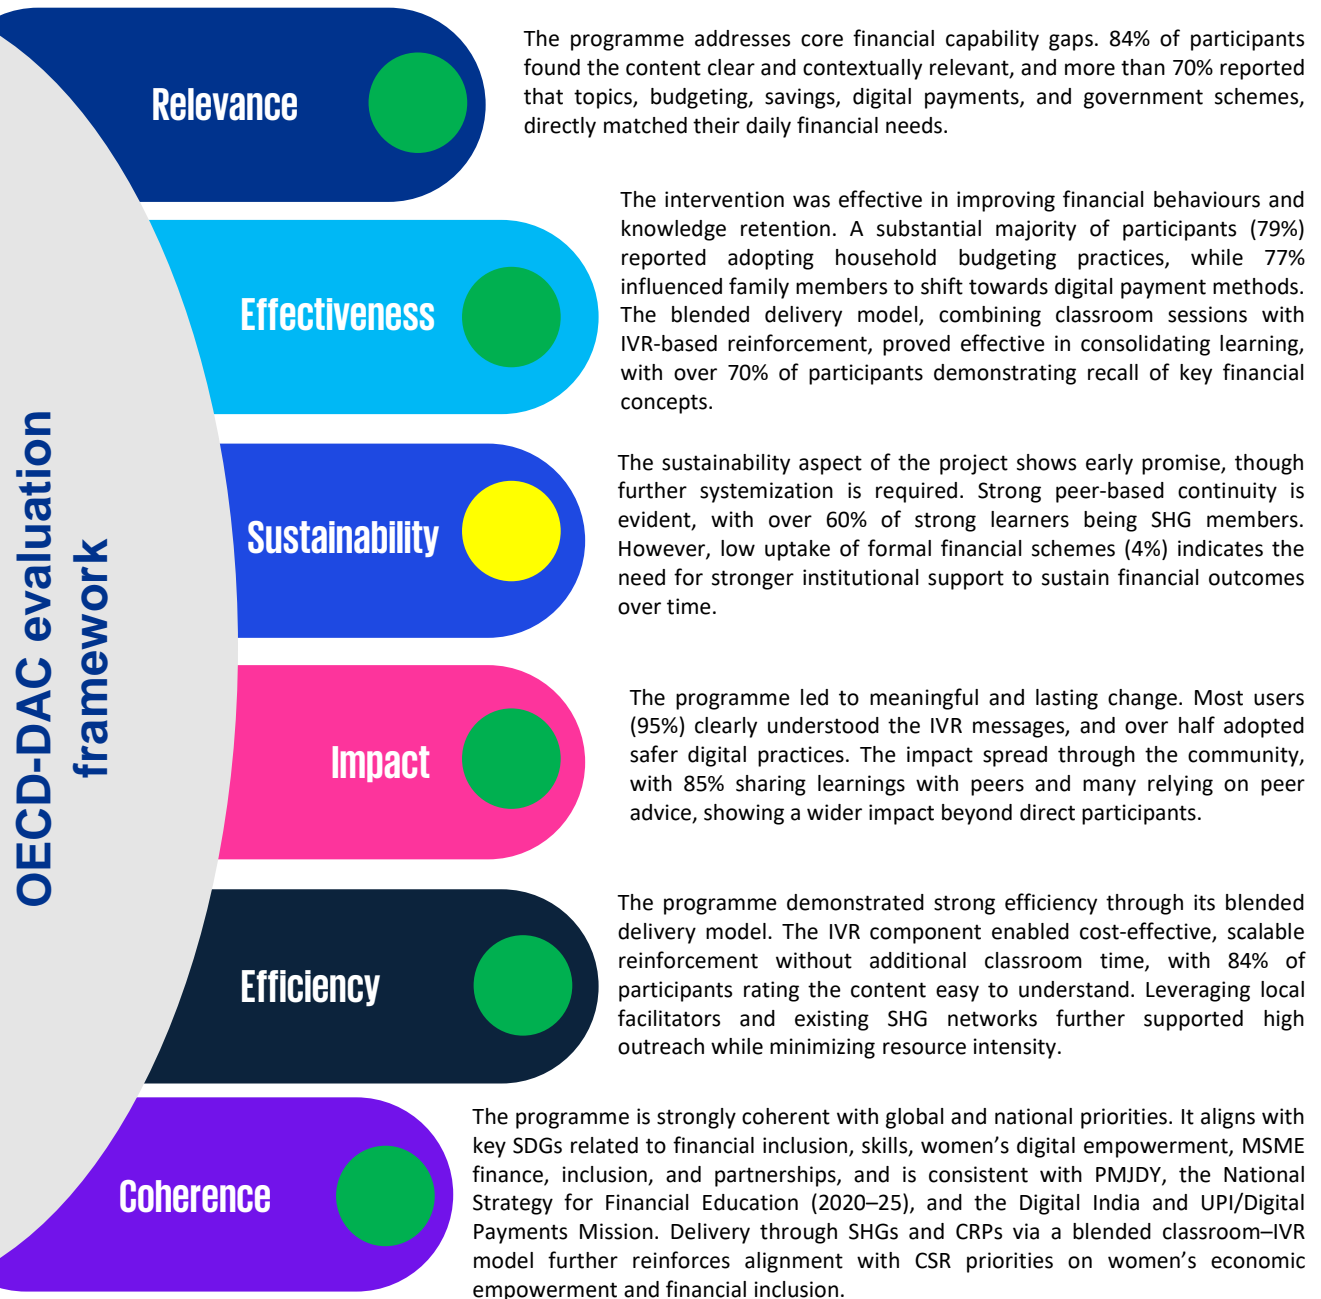 OECD-DAC evaluation
framework
Relevance
The programme addresses core financial capability gaps. 84% of participants
found the content clear and contextually relevant, and more than 70% reported
that topics, budgeting, savings, digital payments, and government schemes,
directly matched their daily financial needs.
Effectiveness
The intervention was effective in improving financial behaviours and
knowledge retention. A substantial majority of participants (79%)
reported adopting household budgeting practices, while 77%
influenced family members to shift towards digital payment methods.
The blended delivery model, combining classroom sessions with
IVR-based reinforcement, proved effective in consolidating learning,
with over 70% of participants demonstrating recall of key financial
concepts.
Sustainability
The sustainability aspect of the project shows early promise, though
further systemization is required. Strong peer-based continuity is
evident, with over 60% of strong learners being SHG members.
However, low uptake of formal financial schemes (4%) indicates the
need for stronger institutional support to sustain financial outcomes
over time.
Impact
The programme led to meaningful and lasting change. Most users
(95%) clearly understood the IVR messages, and over half adopted
safer digital practices. The impact spread through the community,
with 85% sharing learnings with peers and many relying on peer
advice, showing a wider impact beyond direct participants.
Efficiency
The programme demonstrated strong efficiency through its blended
delivery model. The IVR component enabled cost-effective, scalable
reinforcement without additional classroom time, with 84% of
participants rating the content easy to understand. Leveraging local
facilitators and existing SHG networks further supported high
outreach while minimizing resource intensity.
Coherence
The programme is strongly coherent with global and national priorities. It aligns with
key SDGs related to financial inclusion, skills, women’s digital empowerment, MSME
finance, inclusion, and partnerships, and is consistent with PMJDY, the National
Strategy for Financial Education (2020–25), and the Digital India and UPI/Digital
Payments Mission. Delivery through SHGs and CRPs via a blended classroom–IVR
model further reinforces alignment with CSR priorities on women’s economic
empowerment and financial inclusion.